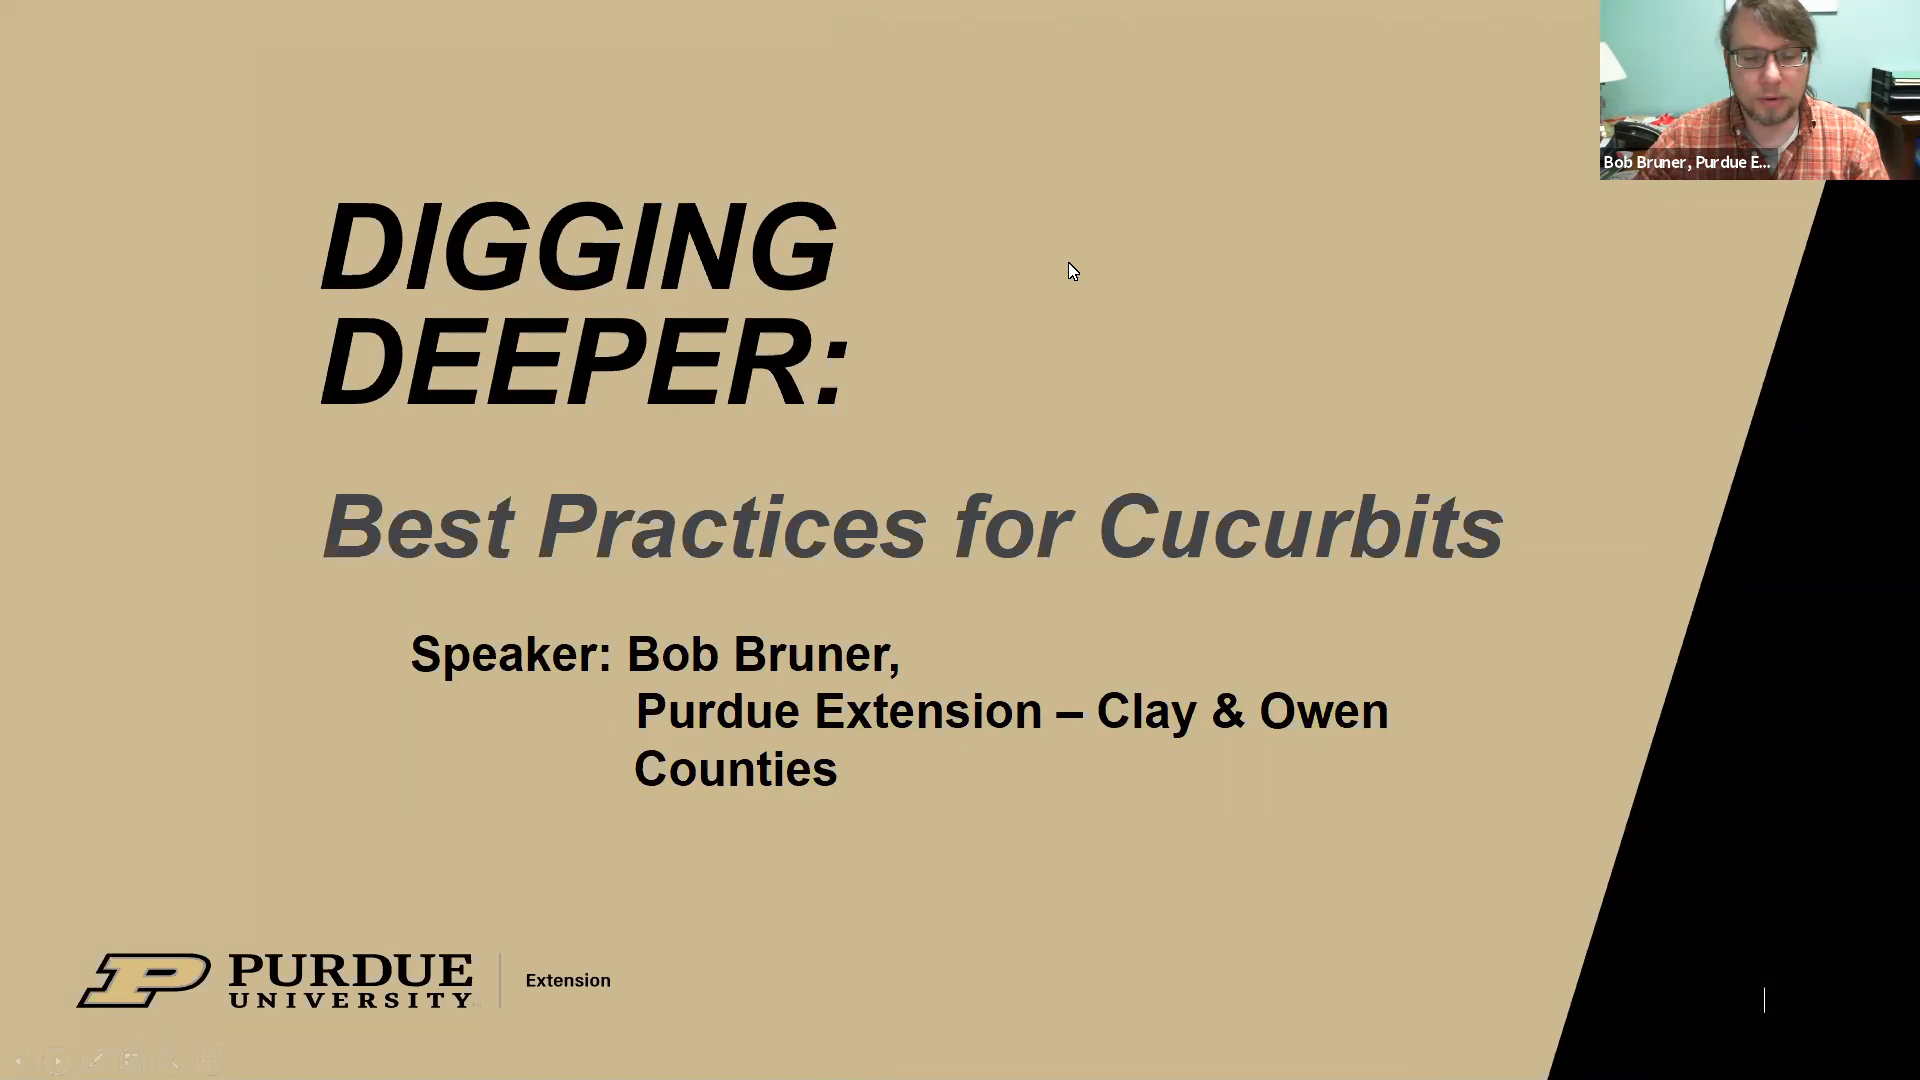 Bob Bruner, Purdue E...
DIGGING
DEEPER:
Best Practices for Cucurbits
Speaker: Bob Bruner,
Purdue Extension – Clay & Owen
Counties
PURDUE
UNIVERSITY
Extension